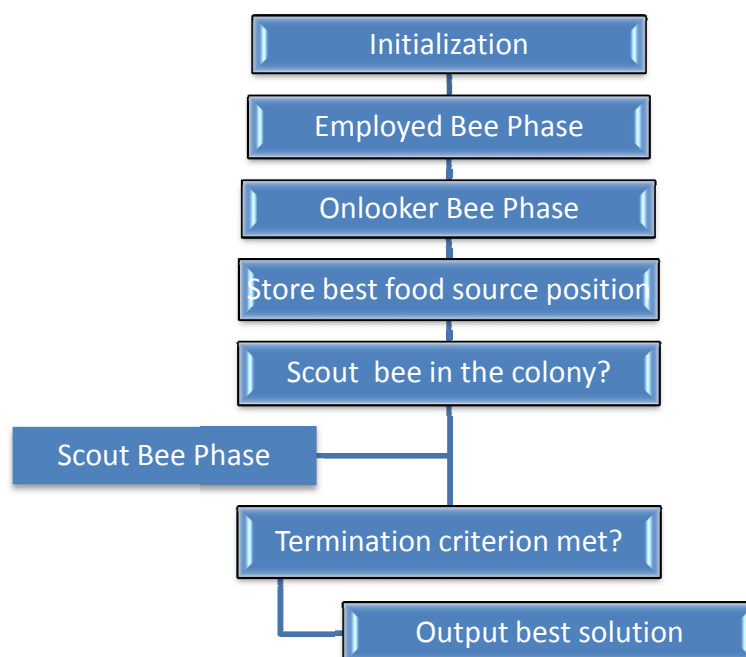 Initialization
Employed Bee Phase
Onlooker Bee Phase
Store best food source position
Scout bee in the colony?
Scout Bee Phase
Termination criterion met?
Output best solution